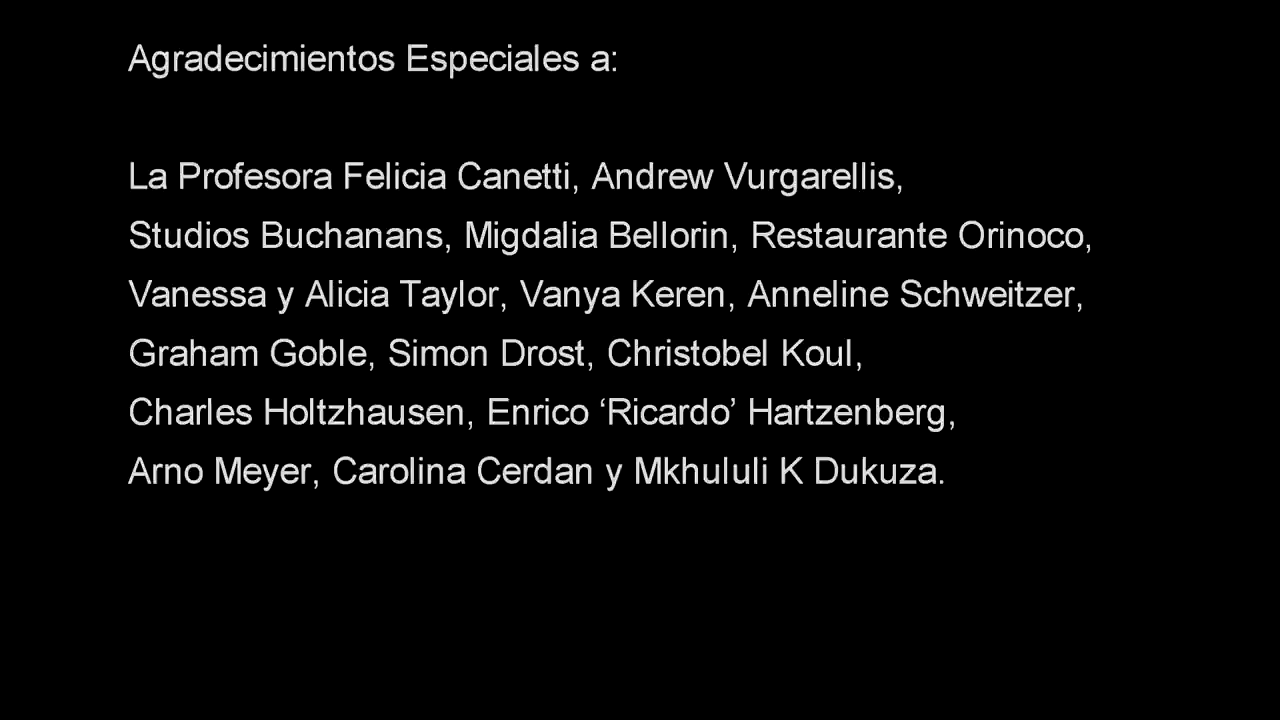 Agradecimientos Especiales a:
La Profesora Felicia Canetti, Andrew Vurgarellis,
Studios Buchanans, Migdalia Bellorin, Restaurante Orinoco,
Vanessa y Alicia Taylor, Vanya Keren, Anneline Schweitzer,
Graham Goble, Simon Drost, Christobel Koul,
Charles Holtzhausen, Enrico ‘Ricardo’ Hartzenberg,
Arno Meyer, Carolina Cerdan y Mkhululi K Dukuza.